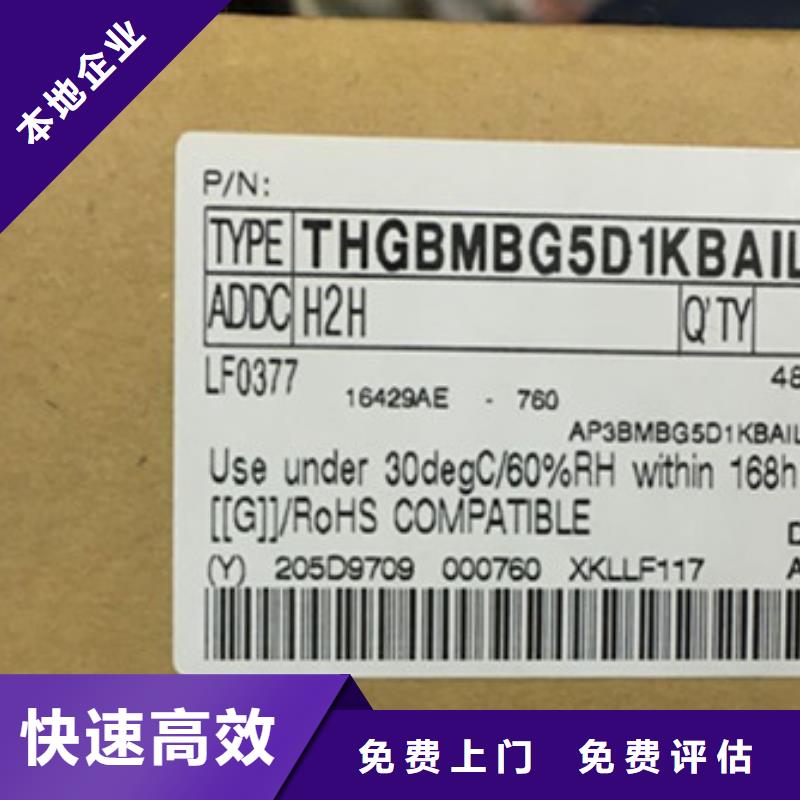 本地企业
P/N:
TYPE THGBMBG5D1KBAIL
ADDC H2H Q'TY
LF0377 48
16429AE - 760
AP3BMBG5D1KBAIL
Use under 30degC/60%RH within 168h
[[G]]/RoHS COMPATIBLE
(Y) 205D9709 000760 XKLLF117
快速高效
免费上门 免费评估